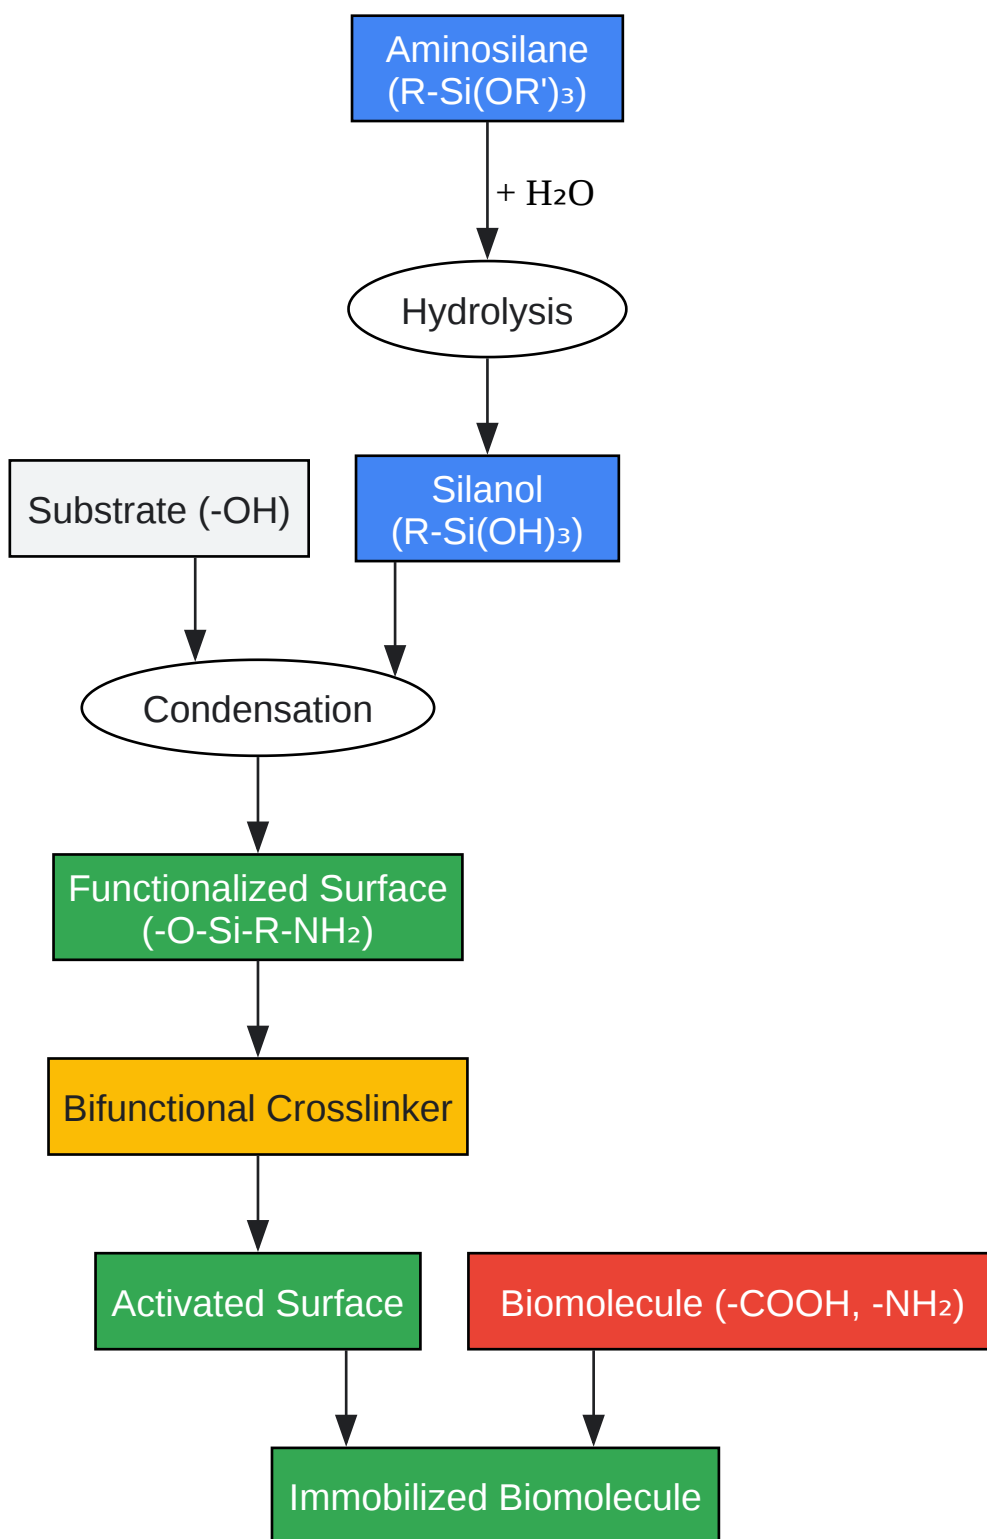 Aminosilane
(R-Si(OR')₃)
+ H₂O
Hydrolysis
Substrate (-OH)
Silanol
(R-Si(OH)₃)
Condensation
Functionalized Surface
(-O-Si-R-NH₂)
Bifunctional Crosslinker
Activated Surface
Biomolecule (-COOH, -NH₂)
Immobilized Biomolecule